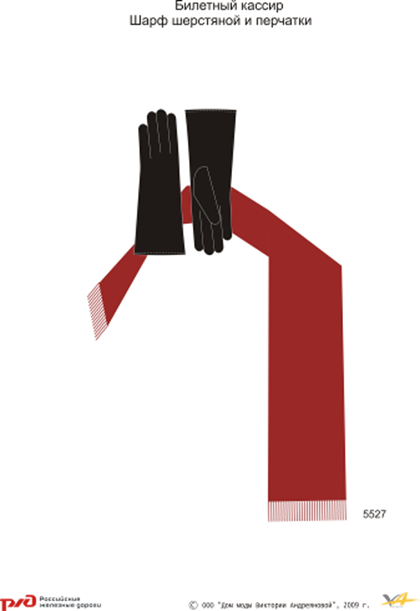 Билетный кассир
Шарф шерстяной и перчатки
5527
РЖД Российские
железные дороги
© ООО "Дом моды Виктории Андреяновой", 2009 г.